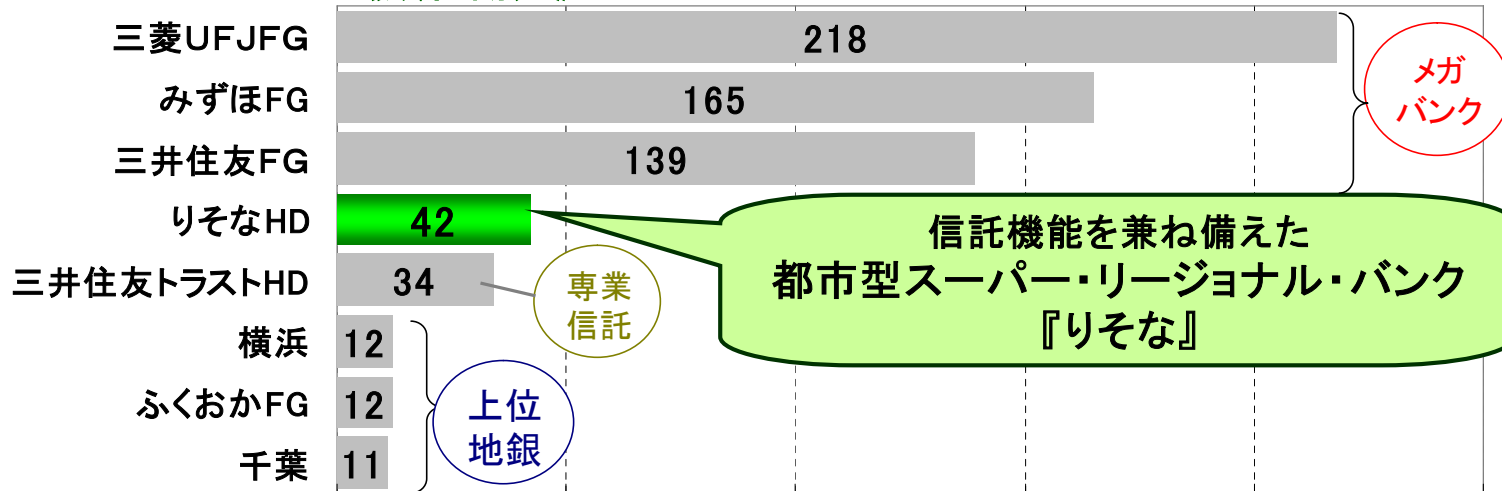 三菱UFJFG
218
メガ
バンク
みずほFG
165
三井住友FG
139
りそなHD
42
信託機能を兼ね備えた
都市型スーパー・リージョナル・バンク
『りそな』
三井住友トラストHD
34
専業
信託
横浜
12
ふくおかFG
12
上位
地銀
千葉
11